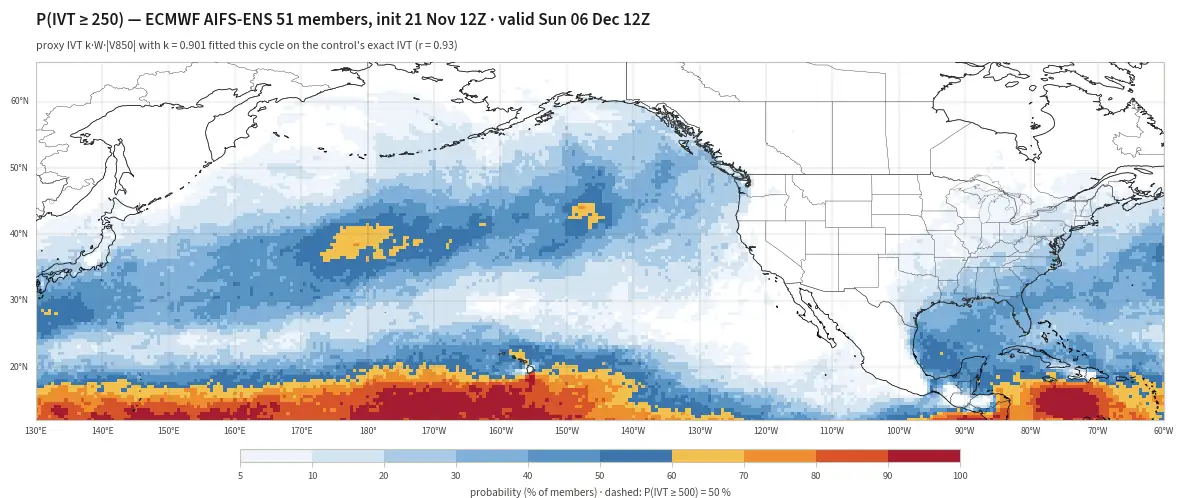 P(IVT ≥ 250) — ECMWF AIFS-ENS 51 members, init 21 Nov 12Z · valid Sun 06 Dec 12Z
proxy IVT k·W·|V850| with k = 0.901 fitted this cycle on the control's exact IVT (r = 0.93)
60°N
50°N
40°N
30°N
20°N
130°E 140°E 150°E 160°E 170°E 180° 170°W 160°W 150°W 140°W 130°W 120°W 110°W 100°W 90°W 80°W 70°W 60°W
5 10 20 30 40 50 60 70 80 90 100
probability (% of members) · dashed: P(IVT ≥ 500) = 50 %